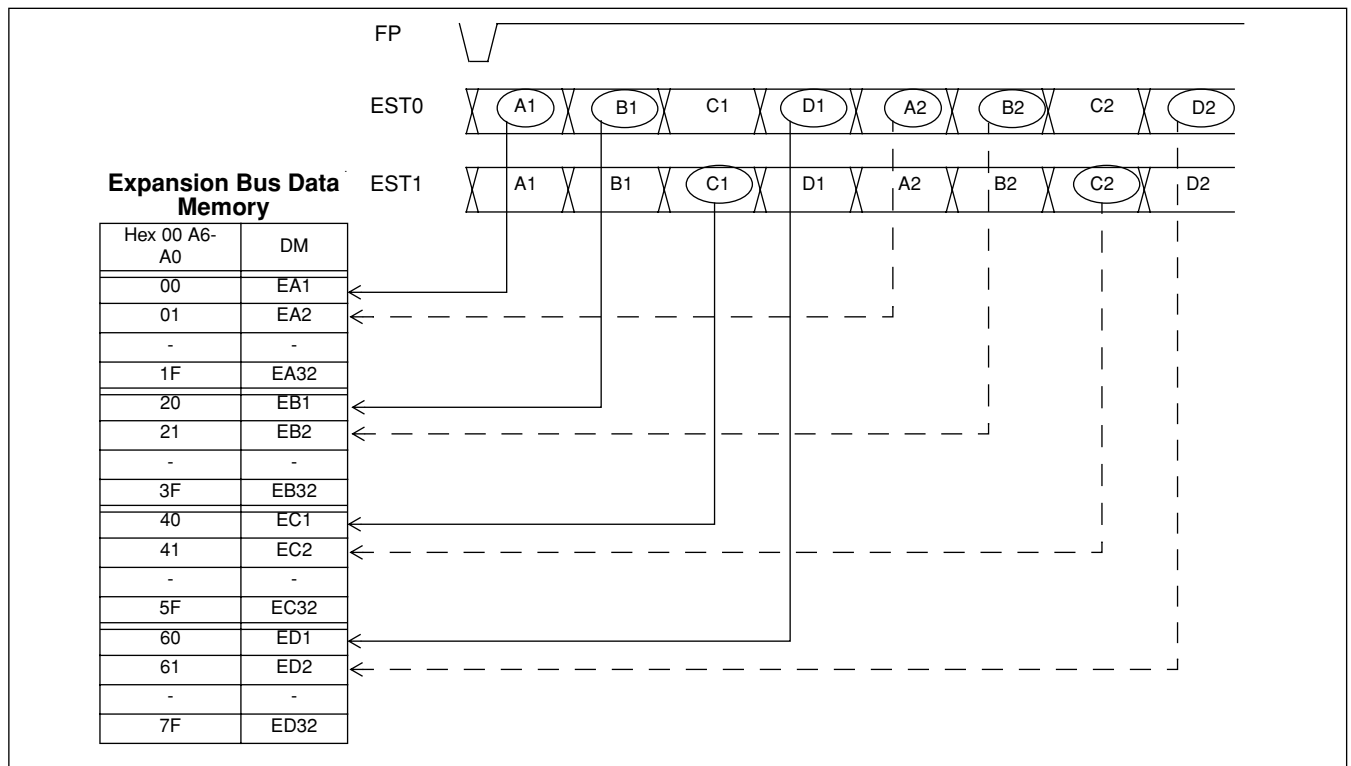 FP
EST0 A1 B1 C1 D1 A2 B2 C2 D2
EST1 A1 B1 C1 D1 A2 B2 C2 D2
Expansion Bus Data
Memory
Hex 00 A6-
A0 DM
00 EA1
01 EA2
- -
1F EA32
20 EB1
21 EB2
- -
3F EB32
40 EC1
41 EC2
- -
5F EC32
60 ED1
61 ED2
- -
7F ED32